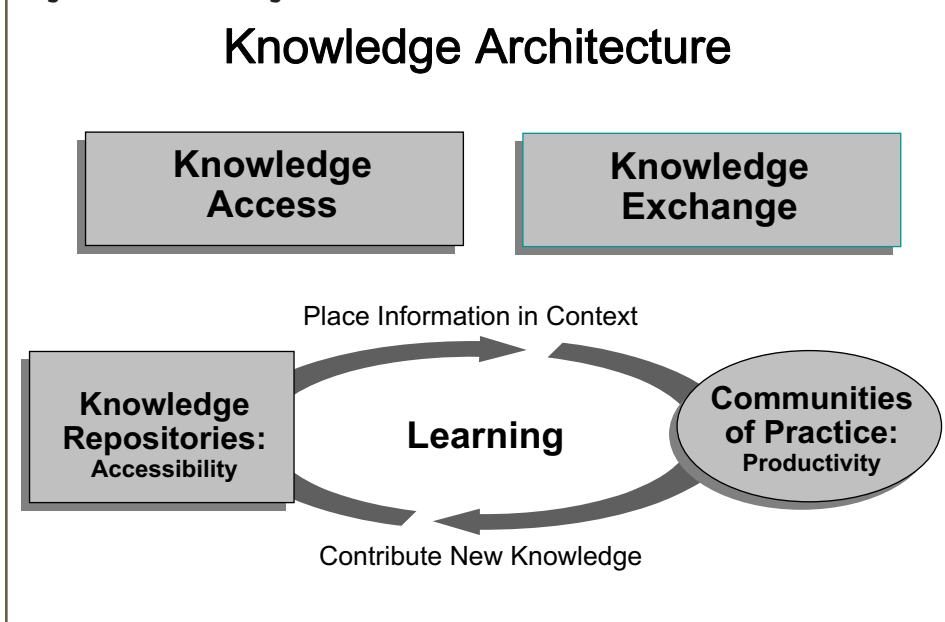 Knowledge Architecture
Knowledge
Access
Knowledge
Exchange
Place Information in Context
Knowledge
Repositories:
Accessibility
Learning
Communities
of Practice:
Productivity
Contribute New Knowledge